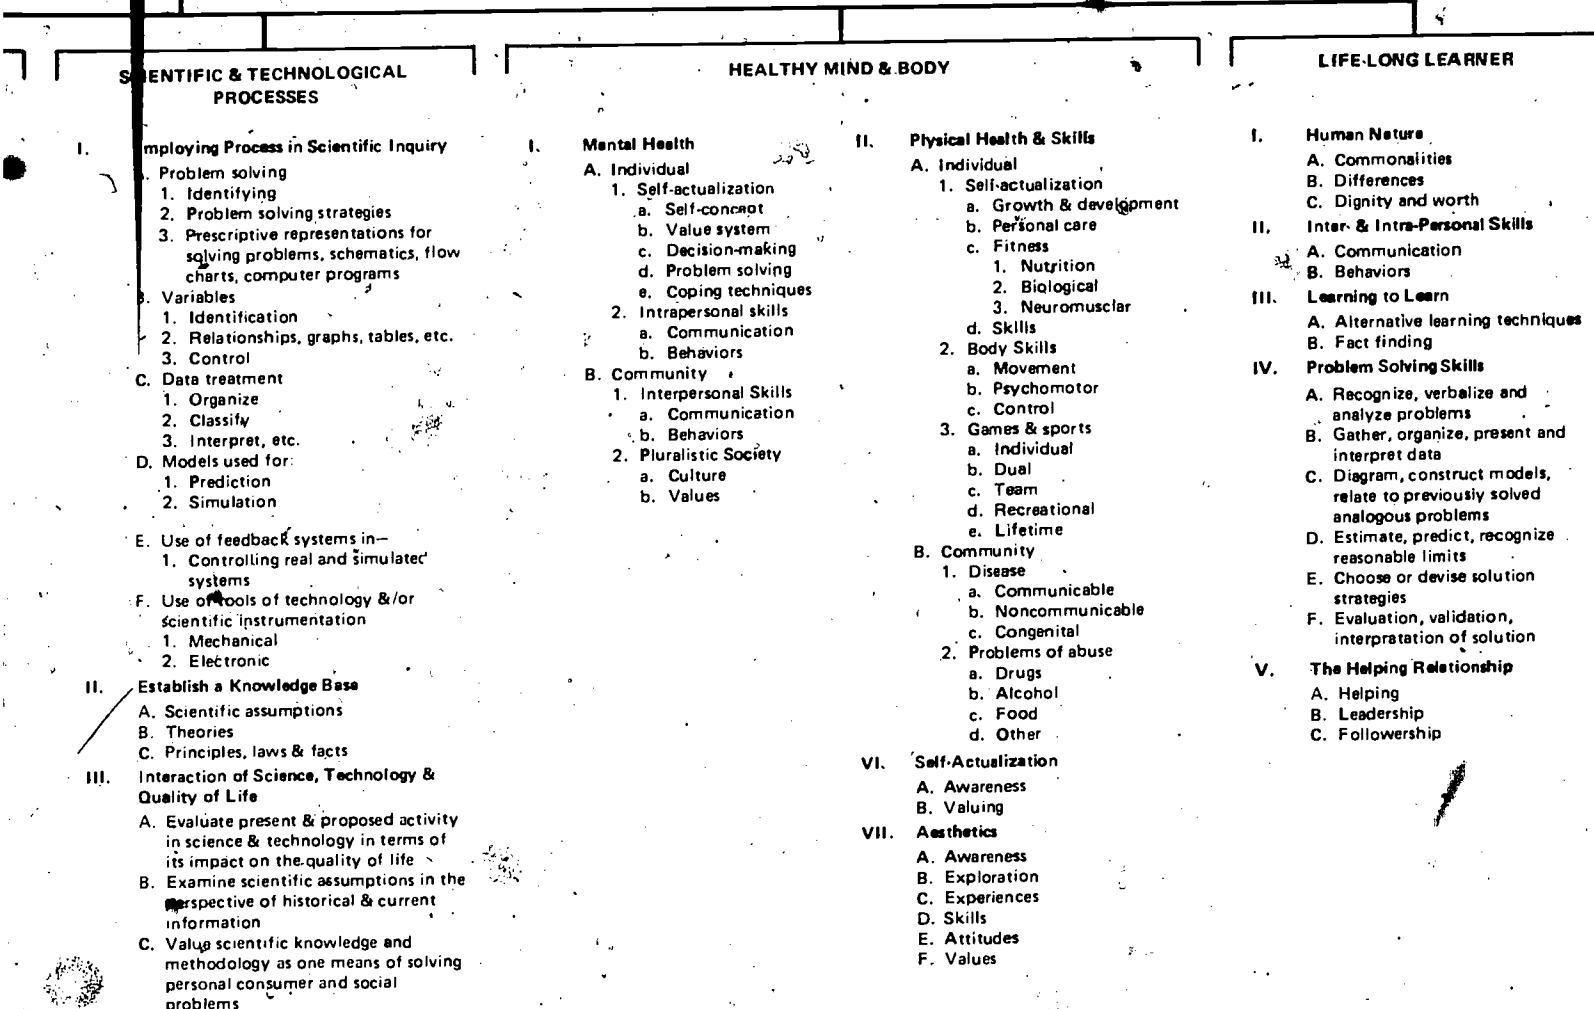 SCIENTIFIC & TECHNOLOGICAL
PROCESSES
I. Employing Process in Scientific Inquiry
A. Problem solving
1. Identifying
2. Problem solving strategies
3. Prescriptive representations for
solving problems, schematics, flow
charts, computer programs
B. Variables
1. Identification
2. Relationships, graphs, tables, etc.
3. Control
C. Data treatment
1. Organize
2. Classify
3. Interpret, etc.
D. Models used for:
1. Prediction
2. Simulation
E. Use of feedback systems in—
1. Controlling real and simulated
systems
F. Use of tools of technology &/or
scientific instrumentation
1. Mechanical
2. Electronic
II. Establish a Knowledge Base
A. Scientific assumptions
B. Theories
C. Principles, laws & facts
III. Interaction of Science, Technology &
Quality of Life
A. Evaluate present & proposed activity
in science & technology in terms of
its impact on the quality of life
B. Examine scientific assumptions in the
perspective of historical & current
information
C. Value scientific knowledge and
methodology as one means of solving
personal consumer and social
problems
HEALTHY MIND & BODY
I. Mental Health
A. Individual
1. Self-actualization
a. Self-concept
b. Value system
c. Decision-making
d. Problem solving
e. Coping techniques
2. Intrapersonal skills
a. Communication
b. Behaviors
B. Community
1. Interpersonal Skills
a. Communication
b. Behaviors
2. Pluralistic Society
a. Culture
b. Values
II. Physical Health & Skills
A. Individual
1. Self-actualization
a. Growth & development
b. Personal care
c. Fitness
1. Nutrition
2. Biological
3. Neuromusclar
d. Skills
2. Body Skills
a. Movement
b. Psychomotor
c. Control
3. Games & sports
a. Individual
b. Dual
c. Team
d. Recreational
e. Lifetime
B. Community
1. Disease
a. Communicable
b. Noncommunicable
c. Congenital
2. Problems of abuse
a. Drugs
b. Alcohol
c. Food
d. Other
VI. Self-Actualization
A. Awareness
B. Valuing
VII. Aesthetics
A. Awareness
B. Exploration
C. Experiences
D. Skills
E. Attitudes
F. Values
LIFE-LONG LEARNER
I. Human Nature
A. Commonalities
B. Differences
C. Dignity and worth
II. Inter- & Intra-Personal Skills
A. Communication
B. Behaviors
III. Learning to Learn
A. Alternative learning techniques
B. Fact finding
IV. Problem Solving Skills
A. Recognize, verbalize and
analyze problems
B. Gather, organize, present and
interpret data
C. Diagram, construct models,
relate to previously solved
analogous problems
D. Estimate, predict, recognize
reasonable limits
E. Choose or devise solution
strategies
F. Evaluation, validation,
interpratation of solution
V. The Helping Relationship
A. Helping
B. Leadership
C. Followership